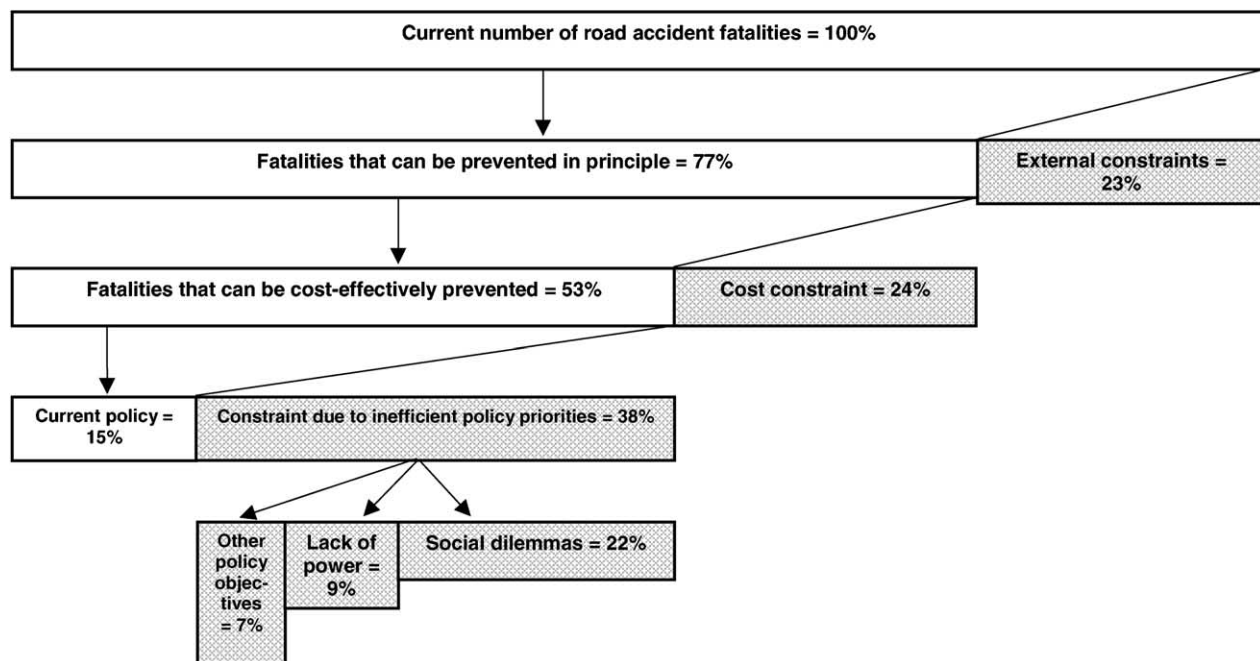 Current number of road accident fatalities = 100%
Fatalities that can be prevented in principle = 77%
External constraints =
23%
Fatalities that can be cost-effectively prevented = 53%
Cost constraint = 24%
Current policy =
15%
Constraint due to inefficient policy priorities = 38%
Other
policy
objec-
tives
= 7%
Lack of
power =
9%
Social dilemmas = 22%